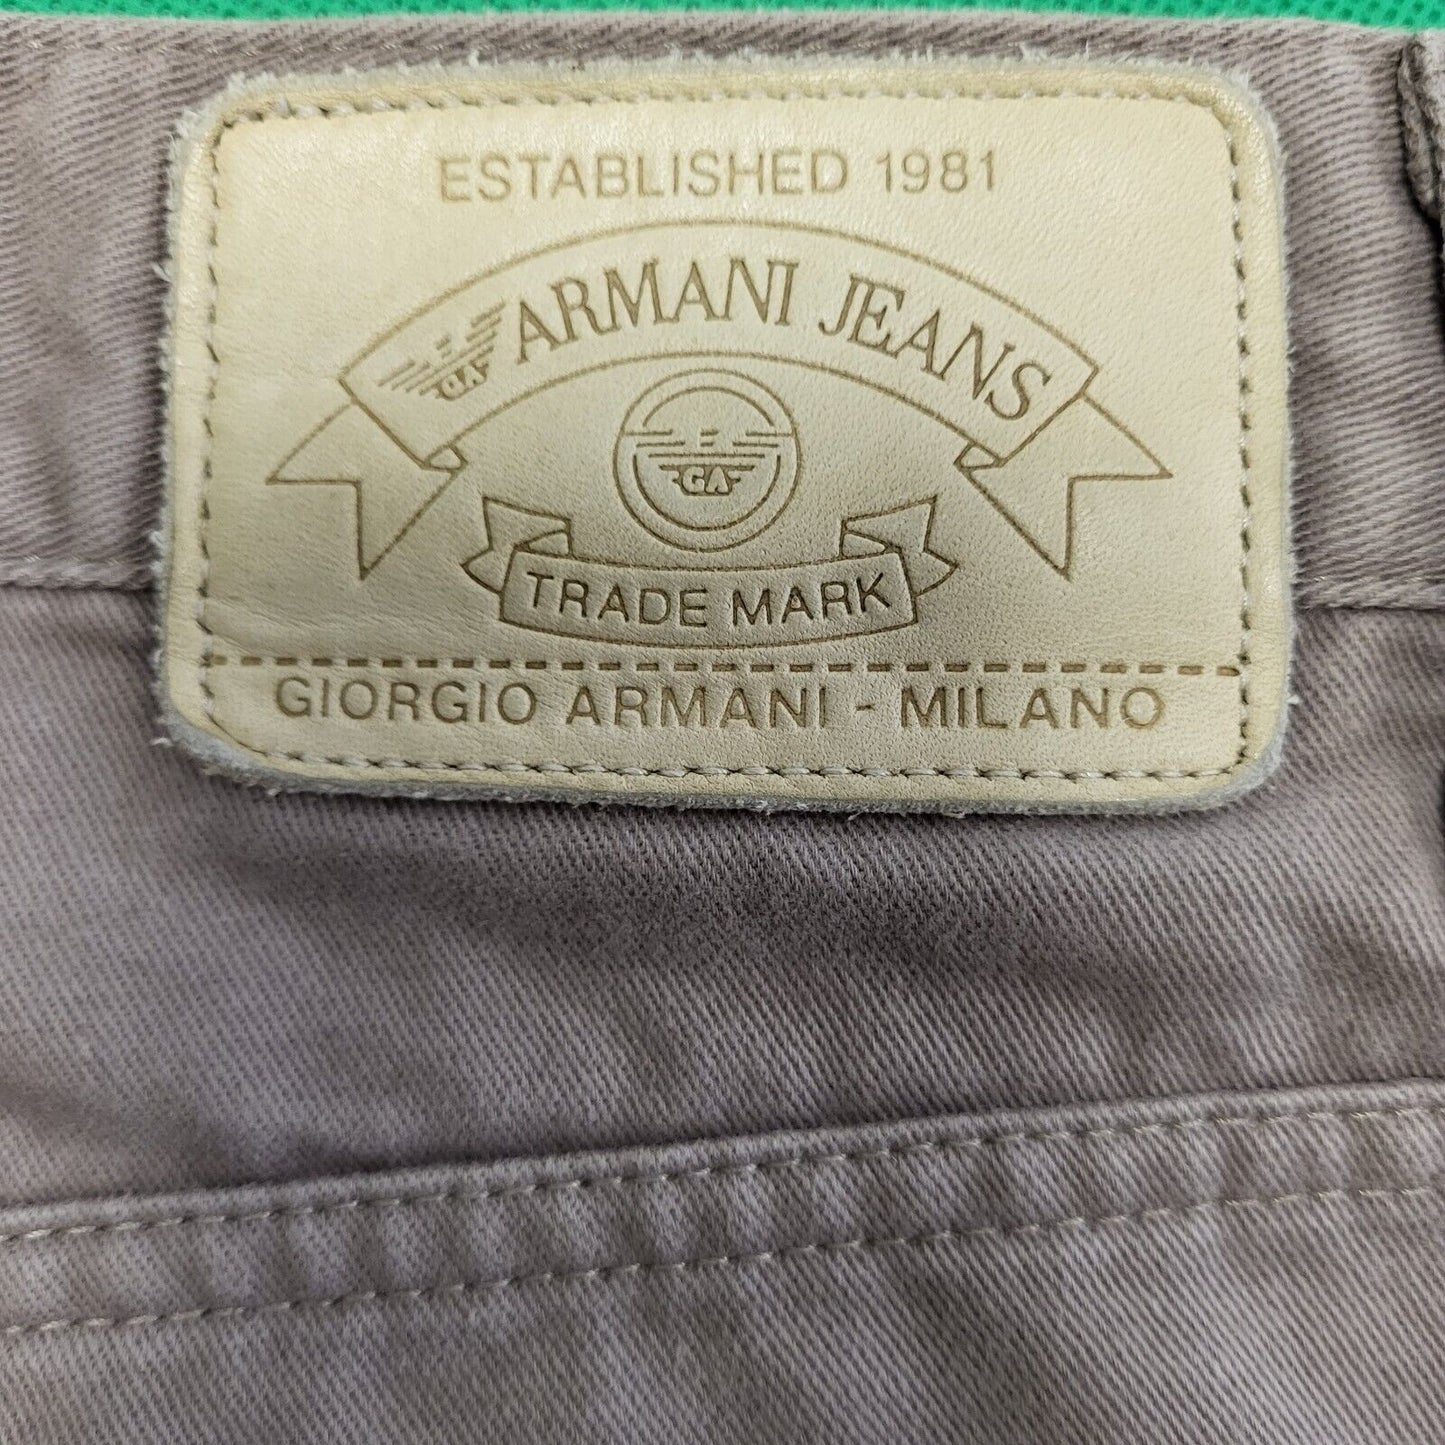 ESTABLISHED 1981
GA ARMANI JEANS
GA
TRADE MARK
GIORGIO ARMANI - MILANO